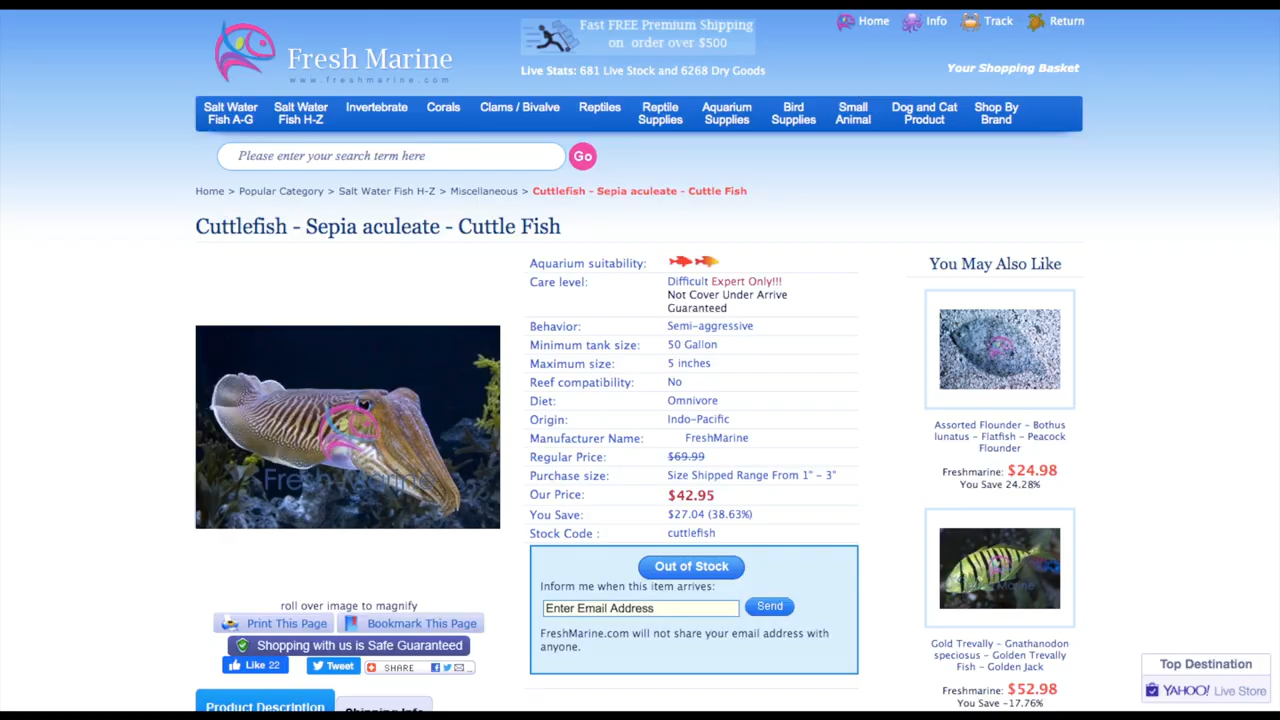 Fresh Marine
www.freshmarine.com
Fast FREE Premium Shipping
on order over $500
Live Stats: 681 Live Stock and 6268 Dry Goods
Home Info Track Return
Your Shopping Basket
Salt Water Fish A-G
Salt Water Fish H-Z
Invertebrate
Corals
Clams / Bivalve
Reptiles
Reptile Supplies
Aquarium Supplies
Bird Supplies
Small Animal
Dog and Cat Product
Shop By Brand
Please enter your search term here Go
Home > Popular Category > Salt Water Fish H-Z > Miscellaneous > Cuttlefish - Sepia aculeate - Cuttle Fish
Cuttlefish - Sepia aculeate - Cuttle Fish
Fresh Marine
roll over image to magnify
Print This Page Bookmark This Page
Shopping with us is Safe Guaranteed
Like 22 Tweet SHARE
Product Description Shipping Info
Aquarium suitability:
Care level: Difficult Expert Only!!!
Not Cover Under Arrive
Guaranteed
Behavior: Semi-aggressive
Minimum tank size: 50 Gallon
Maximum size: 5 inches
Reef compatibility: No
Diet: Omnivore
Origin: Indo-Pacific
Manufacturer Name: FreshMarine
Regular Price: $69.99
Purchase size: Size Shipped Range From 1" - 3"
Our Price: $42.95
You Save: $27.04 (38.63%)
Stock Code : cuttlefish
Out of Stock
Inform me when this item arrives:
Enter Email Address Send
FreshMarine.com will not share your email address with
anyone.
You May Also Like
Assorted Flounder - Bothus
lunatus - Flatfish - Peacock
Flounder
Freshmarine: $24.98
You Save 24.28%
Gold Trevally - Gnathanodon
speciosus - Golden Trevally
Fish - Golden Jack
Freshmarine: $52.98
You Save -17.76%
Top Destination
YAHOO! Live Store